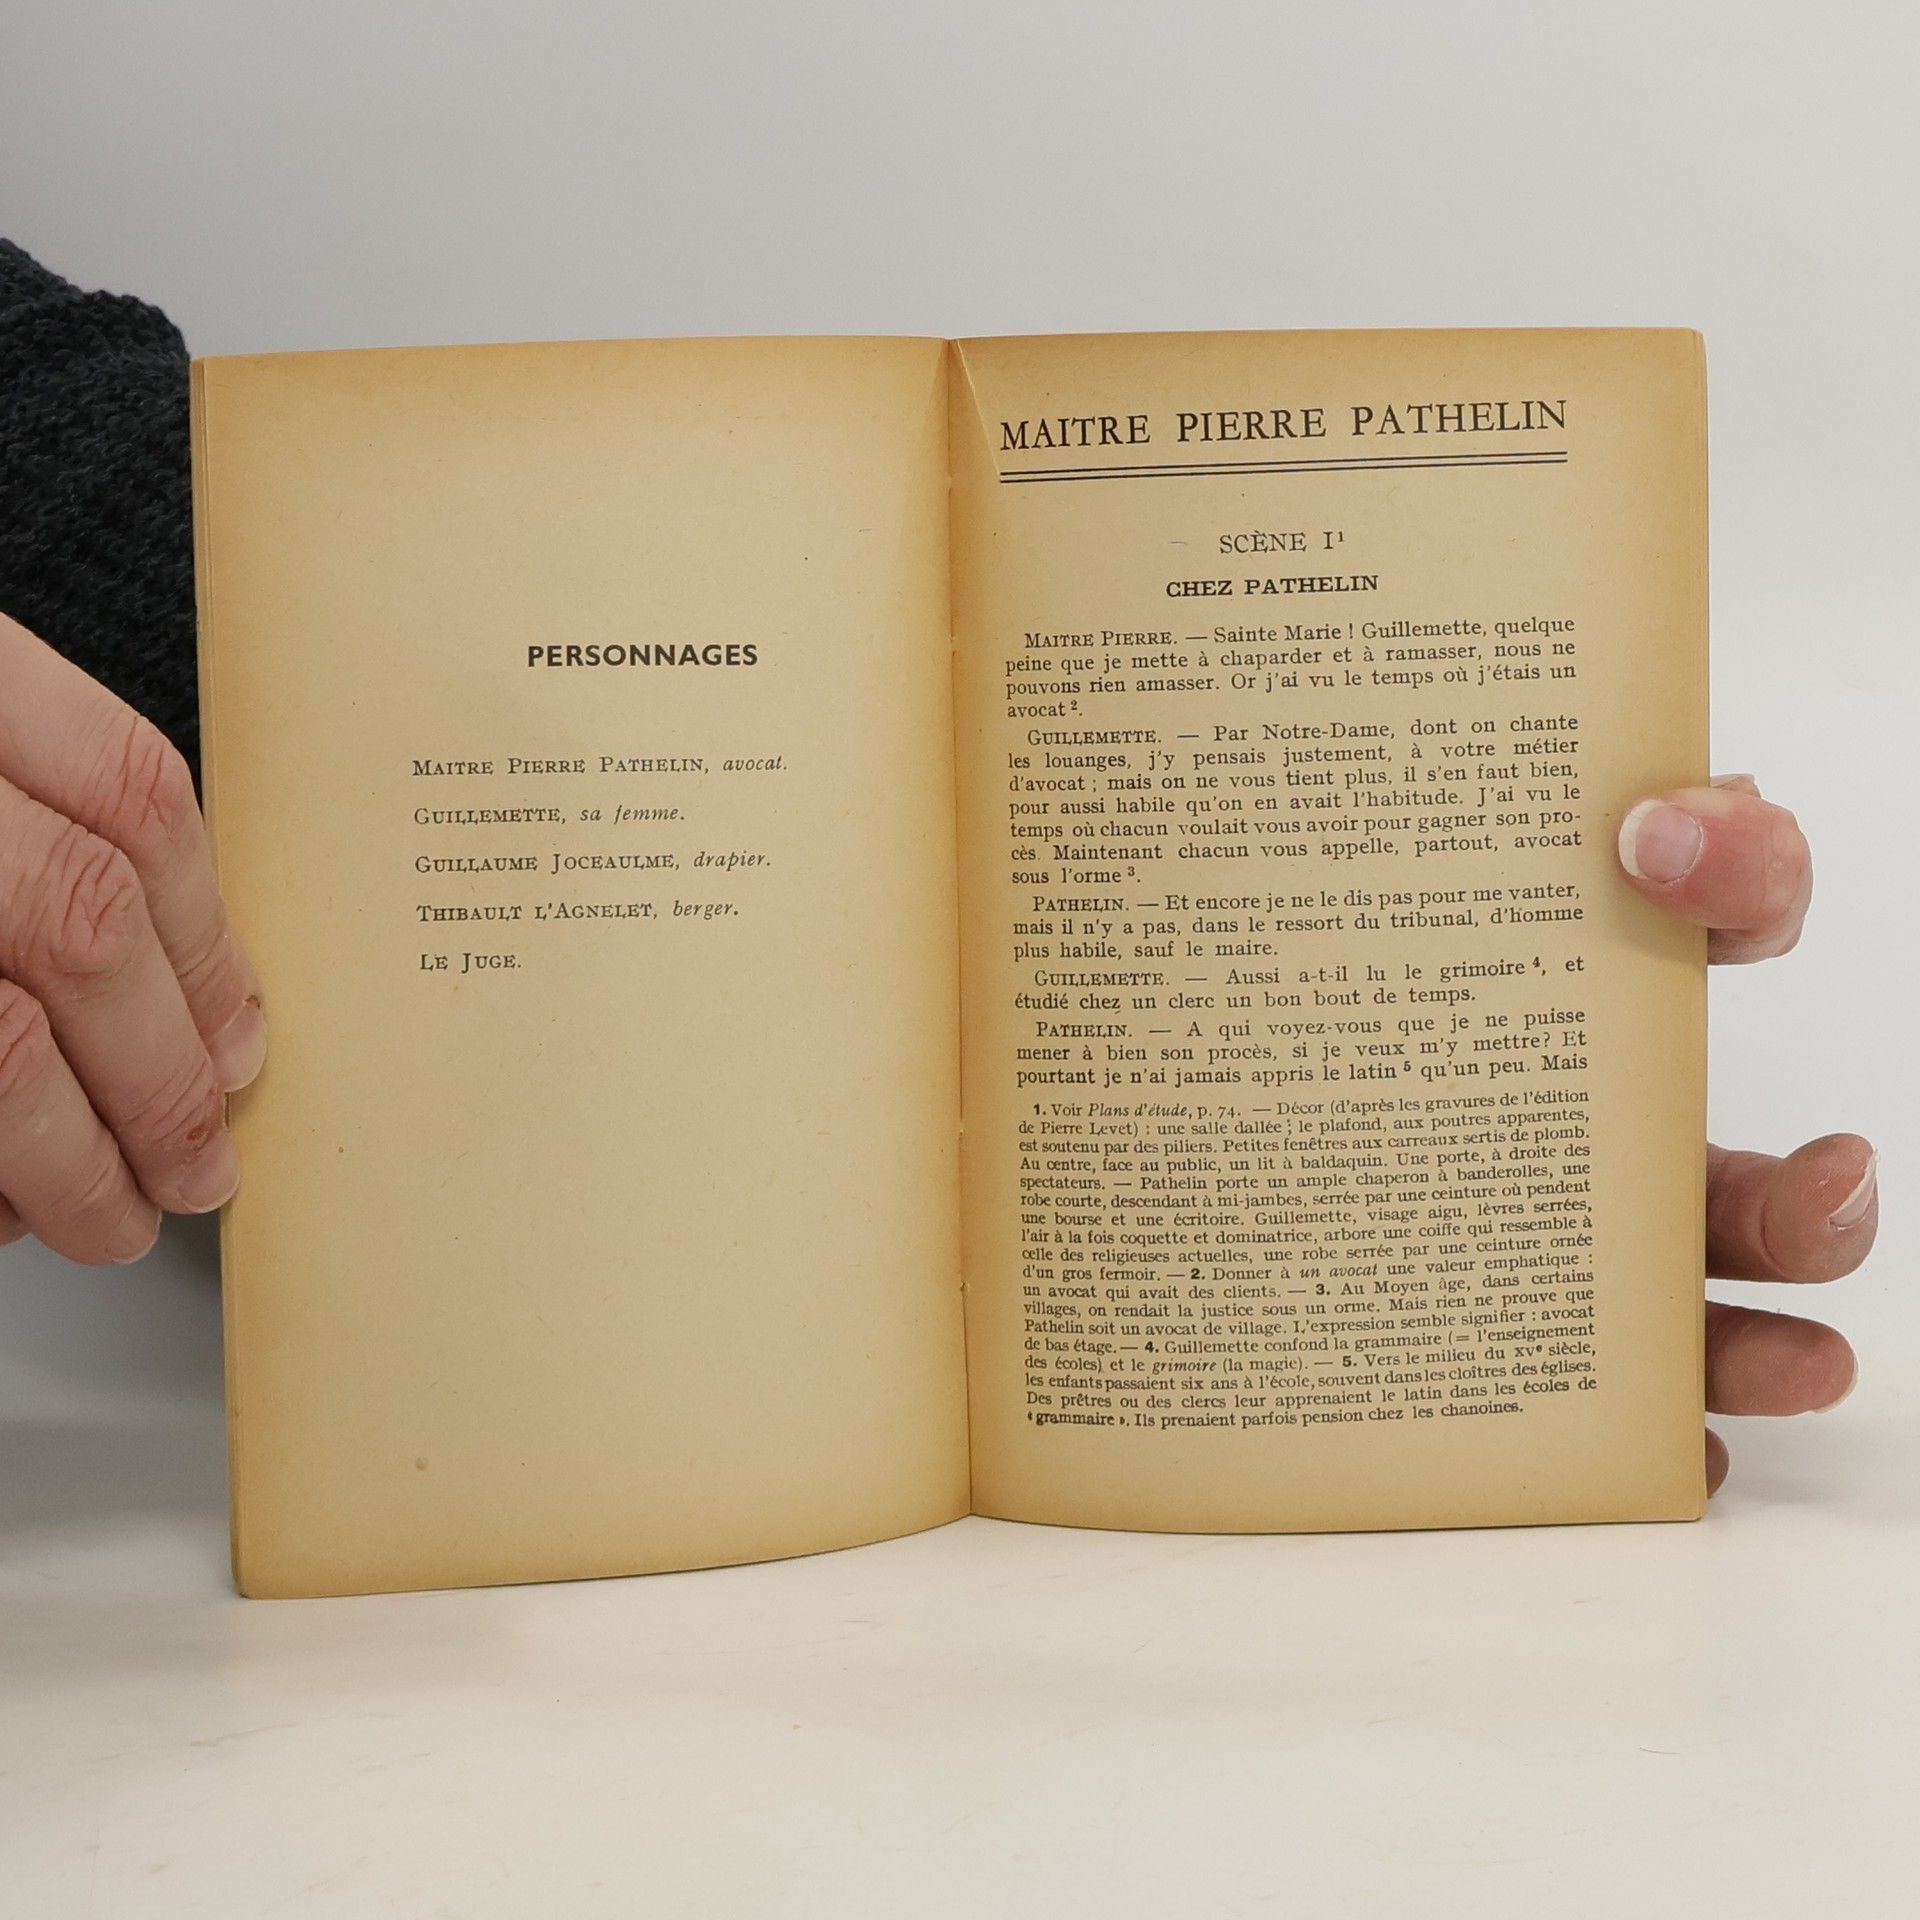 PERSONNAGES
MAITRE PIERRE PATHELIN, avocat.
GUILLEMETTE, sa femme.
GUILLAUME JOCEAULME, drapier.
THIBAULT L'AGNELET, berger.
LE JUGE.
MAITRE PIERRE PATHELIN
SCÈNE I¹
CHEZ PATHELIN
MAITRE PIERRE. — Sainte Marie ! Guillemette, quelque
peine que je mette à chaparder et à ramasser, nous ne
pouvons rien amasser. Or j'ai vu le temps où j'étais un
avocat ².
GUILLEMETTE. — Par Notre-Dame, dont on chante
les louanges, j'y pensais justement, à votre métier
d'avocat ; mais on ne vous tient plus, il s'en faut bien,
pour aussi habile qu'on en avait l'habitude. J'ai vu le
temps où chacun voulait vous avoir pour gagner son pro-
cès. Maintenant chacun vous appelle, partout, avocat
sous l'orme ³.
PATHELIN. — Et encore je ne le dis pas pour me vanter,
mais il n'y a pas, dans le ressort du tribunal, d'homme
plus habile, sauf le maire.
GUILLEMETTE. — Aussi a-t-il lu le grimoire ⁴, et
étudié chez un clerc un bon bout de temps.
PATHELIN. — A qui voyez-vous que je ne puisse
mener à bien son procès, si je veux m'y mettre? Et
pourtant je n'ai jamais appris le latin ⁵ qu'un peu. Mais
1. Voir Plans d'étude, p. 74. — Décor (d'après les gravures de l'édition
de Pierre Levet) : une salle dallée ; le plafond, aux poutres apparentes,
est soutenu par des piliers. Petites fenêtres aux carreaux sertis de plomb.
Au centre, face au public, un lit à baldaquin. Une porte, à droite des
spectateurs. — Pathelin porte un ample chaperon à banderolles, une
robe courte, descendant à mi-jambes, serrée par une ceinture où pendent
une bourse et une écritoire. Guillemette, visage aigu, lèvres serrées,
l'air à la fois coquette et dominatrice, arbore une coiffe qui ressemble à
celle des religieuses actuelles, une robe serrée par une ceinture ornée
d'un gros fermoir. — 2. Donner à un avocat une valeur emphatique :
un avocat qui avait des clients. — 3. Au Moyen âge, dans certains
villages, on rendait la justice sous un orme. Mais rien ne prouve que
Pathelin soit un avocat de village. L'expression semble signifier : avocat
de bas étage. — 4. Guillemette confond la grammaire (= l'enseignement
des écoles) et le grimoire (la magie). — 5. Vers le milieu du XVᵉ siècle,
les enfants passaient six ans à l'école, souvent dans les cloîtres des églises.
Des prêtres ou des clercs leur apprenaient le latin dans les écoles de
« grammaire ». Ils prenaient parfois pension chez les chanoines.